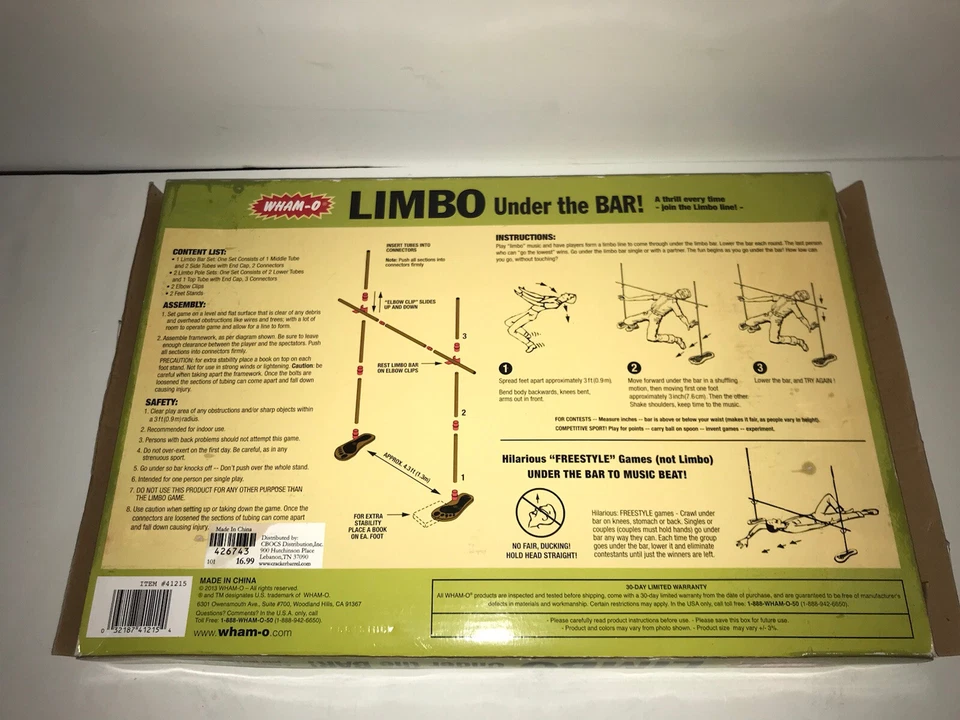 WHAM-O® LIMBO Under the BAR! A thrill every time
- join the Limbo line! -
CONTENT LIST:
• 1 Limbo Bar Set: One Set Consists of 1 Middle Tube
and 2 Side Tubes with End Cap, 2 Connectors
• 2 Limbo Pole Sets: One Set Consists of 2 Lower Tubes
and 1 Top Tube with End Cap, 3 Connectors
• 2 Elbow Clips
• 2 Feet Stands
ASSEMBLY:
1. Set game on a level and flat surface that is clear of any debris
and overhead obstructions like wires and trees; with a lot of
room to operate game and allow for a line to form.
2. Assemble framework, as per diagram shown. Be sure to leave
enough clearance between the player and the spectators. Push
all sections into connectors firmly.
PRECAUTION: for extra stability place a book on top on each
foot stand. Not for use in strong winds or lightening. Caution: be
careful when taking apart the framework. Once the bolts are
loosened the sections of tubing can come apart and fall down
causing injury.
SAFETY:
1. Clear play area of any obstructions and/or sharp objects within
a 3ft(0.9m)radius.
2. Recommended for indoor use.
3. Persons with back problems should not attempt this game.
4. Do not over-exert on the first day. Be careful, as in any
strenuous sport.
5. Go under so bar knocks off -- Don't push over the whole stand.
6. Intended for one person per single play.
7. DO NOT USE THIS PRODUCT FOR ANY OTHER PURPOSE THAN
THE LIMBO GAME.
8. Use caution when setting up or taking down the game. Once the
connectors are loosened the sections of tubing can come apart
and fall down causing injury.
INSERT TUBES INTO
CONNECTORS
Note: Push all sections into
connectors firmly
"ELBOW CLIP" SLIDES
UP AND DOWN
REST LIMBO BAR
ON ELBOW CLIPS
3
2
1
APPROX. 4.3ft (1.3m)
FOR EXTRA
STABILITY
PLACE A BOOK
ON EA. FOOT
INSTRUCTIONS:
Play "limbo" music and have players form a limbo line to come through under the limbo bar. Lower the bar each round. The last person
who can "go the lowest" wins. Go under the limbo bar single or with a partner. The fun begins as you go under the bar! How low can
you go, without touching?
1
Spread feet apart approximately 3 ft (0.9m).
Bend body backwards, knees bent,
arms out in front.
2
Move forward under the bar in a shuffling
motion, then moving first one foot
approximately 3 inch(7.6cm). Then the other.
Shake shoulders, keep time to the music.
3
Lower the bar, and TRY AGAIN !
FOR CONTESTS -- Measure inches -- bar is above or below your waist (makes it fair, as people vary in height).
COMPETITIVE SPORT! Play for points -- carry ball on spoon -- invent games -- experiment.
Hilarious "FREESTYLE" Games (not Limbo)
UNDER THE BAR TO MUSIC BEAT!
NO FAIR, DUCKING!
HOLD HEAD STRAIGHT!
Hilarious: FREESTYLE games - Crawl under
bar on knees, stomach or back. Singles or
couples (couples must hold hands) go under
bar any way they can. Each time the group
goes under the bar, lower it and eliminate
contestants until just the winners are left.
Made In China
426743
101 16.99
Distributed by:
CBOCS Distribution,Inc.
900 Hutchinson Place
Lebanon,TN 37090
www.crackerbarrel.com
ITEM #41215
0 32187 41215 4
MADE IN CHINA
© 2013 WHAM-O – All rights reserved.
® and TM designates U.S. trademark of WHAM-O.
6301 Owensmouth Ave., Suite #700, Woodland Hills, CA 91367
Questions? Comments? In the U.S.A. only, call
Toll Free: 1-888-WHAM-O-50 (1-888-942-6650).
www.wham-o.com
30-DAY LIMITED WARRANTY
All WHAM-O® products are inspected and tested before shipping, come with a 30-day limited warranty from the date of purchase, and are guaranteed to be free of manufacturer's
defects in materials and workmanship. Certain restrictions may apply. In the USA only, call toll free: 1-888-WHAM-O-50 (1-888-942-6650).
- Please carefully read product instructions before use. - Please save this box for future use.
- Product and colors may vary from photo shown. - Product size may vary +/- 3%.
LIMBO Under the BAR!